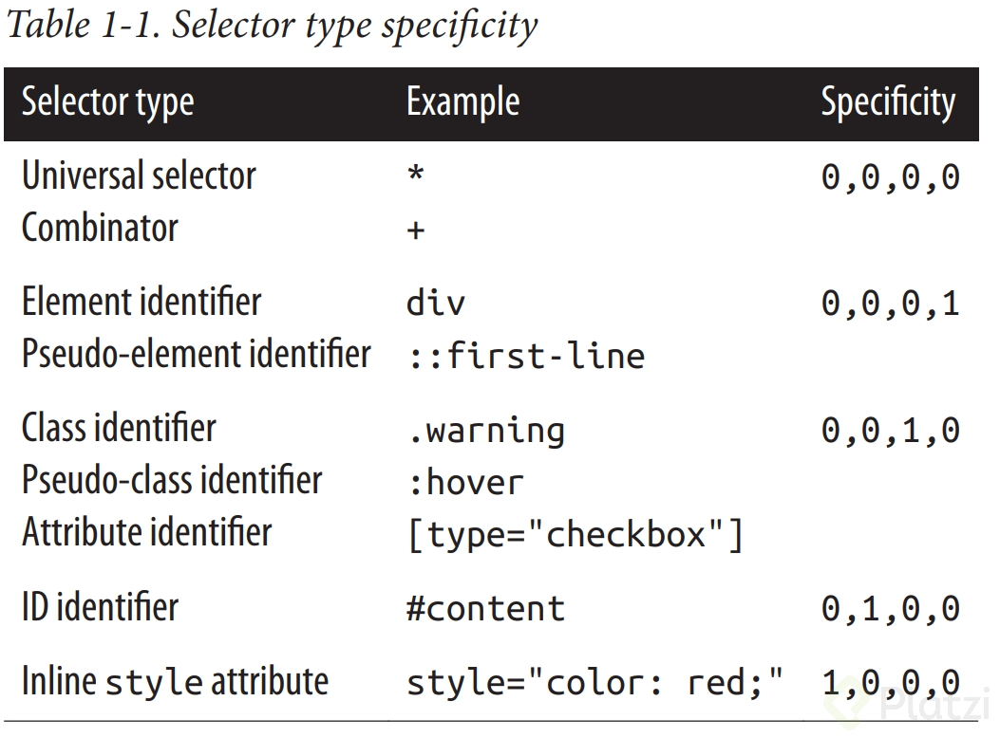 Table 1-1. Selector type specificity
Selector type Example Specificity
Universal selector * 0,0,0,0
Combinator +
Element identifier div 0,0,0,1
Pseudo-element identifier ::first-line
Class identifier .warning 0,0,1,0
Pseudo-class identifier :hover
Attribute identifier [type="checkbox"]
ID identifier #content 0,1,0,0
Inline style attribute style="color: red;" 1,0,0,0
Platzi